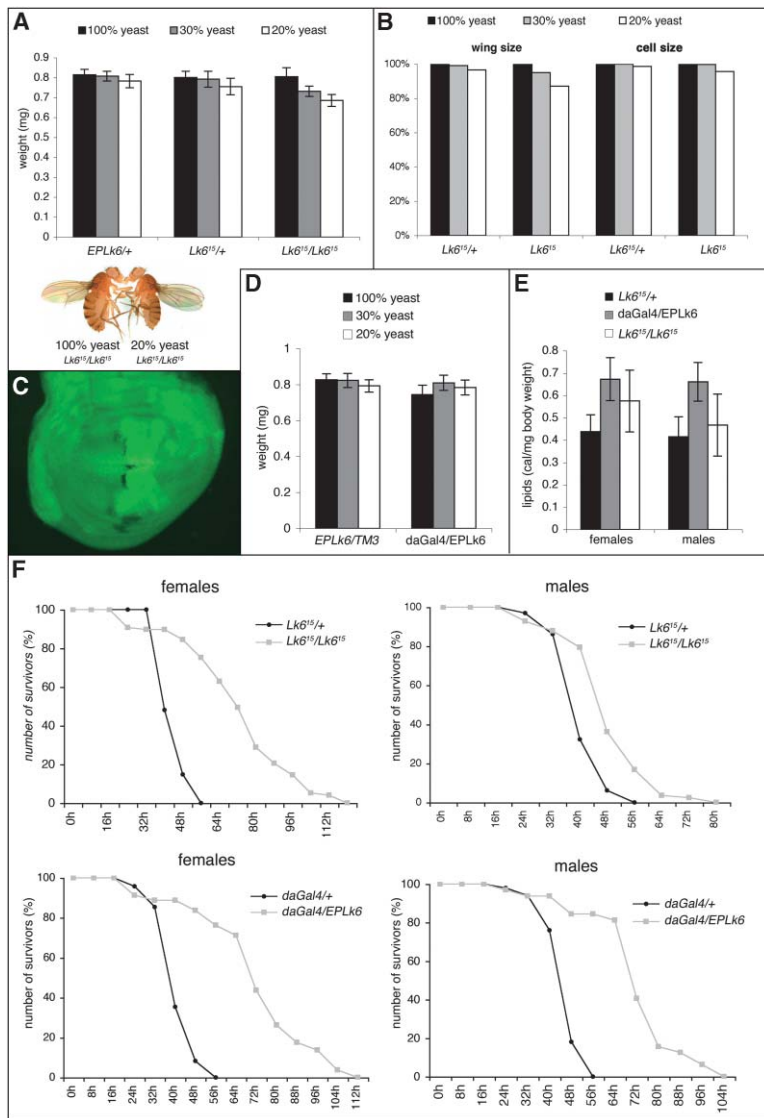 A
100% yeast 30% yeast 20% yeast
weight (mg)
1
0.9
0.8
0.7
0.6
0.5
0.4
0.3
0.2
0.1
0
EPLk6/+ Lk6¹⁵/+ Lk6¹⁵/Lk6¹⁵
100% yeast 20% yeast
Lk6¹⁵/Lk6¹⁵ Lk6¹⁵/Lk6¹⁵
B
100% yeast 30% yeast 20% yeast
wing size cell size
100%
80%
60%
40%
20%
0%
Lk6¹⁵/+ Lk6¹⁵ Lk6¹⁵/+ Lk6¹⁵
C
D
100% yeast
30% yeast
20% yeast
weight (mg)
1
0.8
0.6
0.4
0.2
0
EPLk6/TM3 daGal4/EPLk6
E
Lk6¹⁵/+
daGal4/EPLk6
Lk6¹⁵/Lk6¹⁵
lipids (cal/mg body weight)
0.8
0.7
0.6
0.5
0.4
0.3
0.2
0.1
0
females males
F
females
Lk6¹⁵/+
Lk6¹⁵/Lk6¹⁵
number of survivors (%)
100
80
60
40
20
0
0h 16h 32h 48h 64h 80h 96h 112h
males
Lk6¹⁵/+
Lk6¹⁵/Lk6¹⁵
number of survivors (%)
100
80
60
40
20
0
0h 8h 16h 24h 32h 40h 48h 56h 64h 72h 80h
females
daGal4/+
daGal4/EPLk6
number of survivors (%)
100
80
60
40
20
0
0h 8h 16h 24h 32h 40h 48h 56h 64h 72h 80h 88h 96h 104h 112h
males
daGal4/+
daGal4/EPLk6
number of survivors (%)
100
80
60
40
20
0
0h 8h 16h 24h 32h 40h 48h 56h 64h 72h 80h 88h 96h 104h